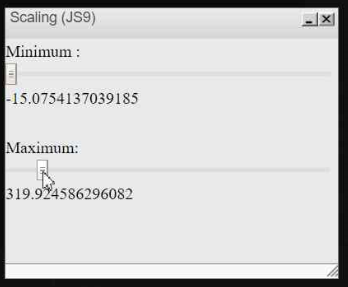 Scaling (JS9)
Minimum :
-15.0754137039185
Maximum:
319.924586296082